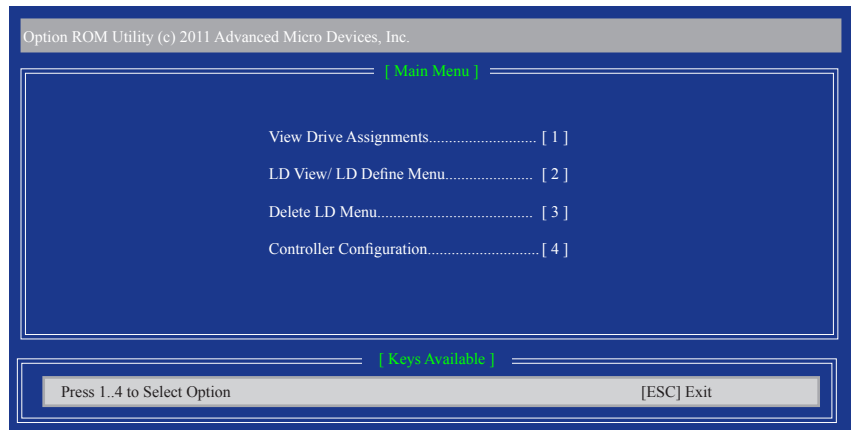 Option ROM Utility (c) 2011 Advanced Micro Devices, Inc.
[ Main Menu ]
View Drive Assignments........................... [ 1 ]
LD View/ LD Define Menu...................... [ 2 ]
Delete LD Menu....................................... [ 3 ]
Controller Configuration............................[ 4 ]
[ Keys Available ]
Press 1..4 to Select Option [ESC] Exit